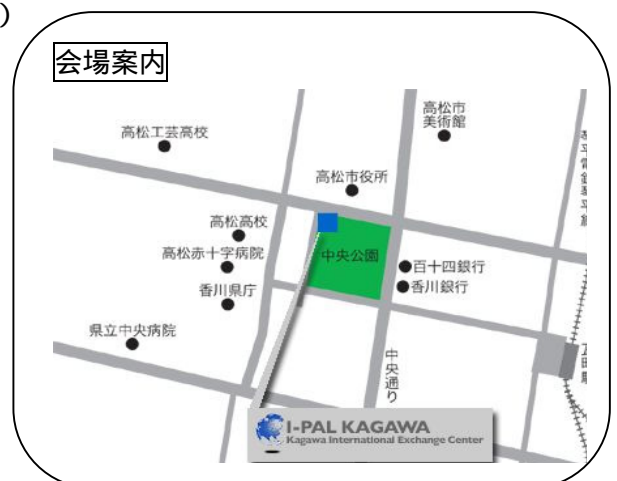 )
会場案内
高松市
美術館
高松工芸高校
高松市役所
高松高校
高松赤十字病院
中央公園
百十四銀行
香川銀行
香川県庁
県立中央病院
中央通り
I-PAL KAGAWA
Kagawa International Exchange Center